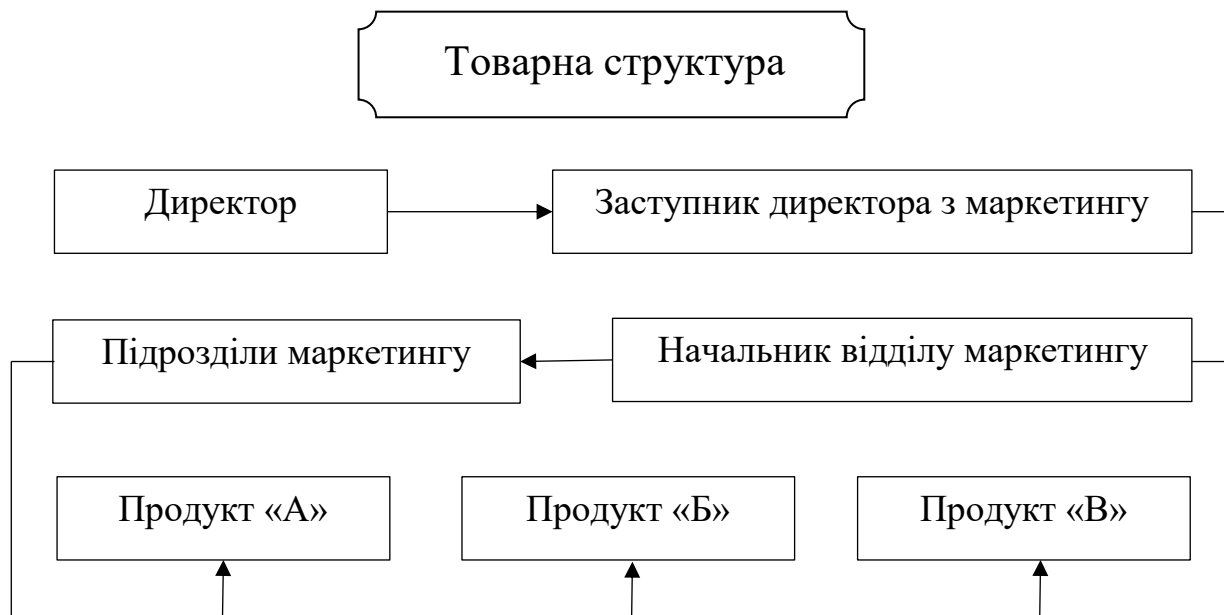 Товарна структура
Директор
Заступник директора з маркетингу
Підрозділи маркетингу
Начальник відділу маркетингу
Продукт «А»
Продукт «Б»
Продукт «В»